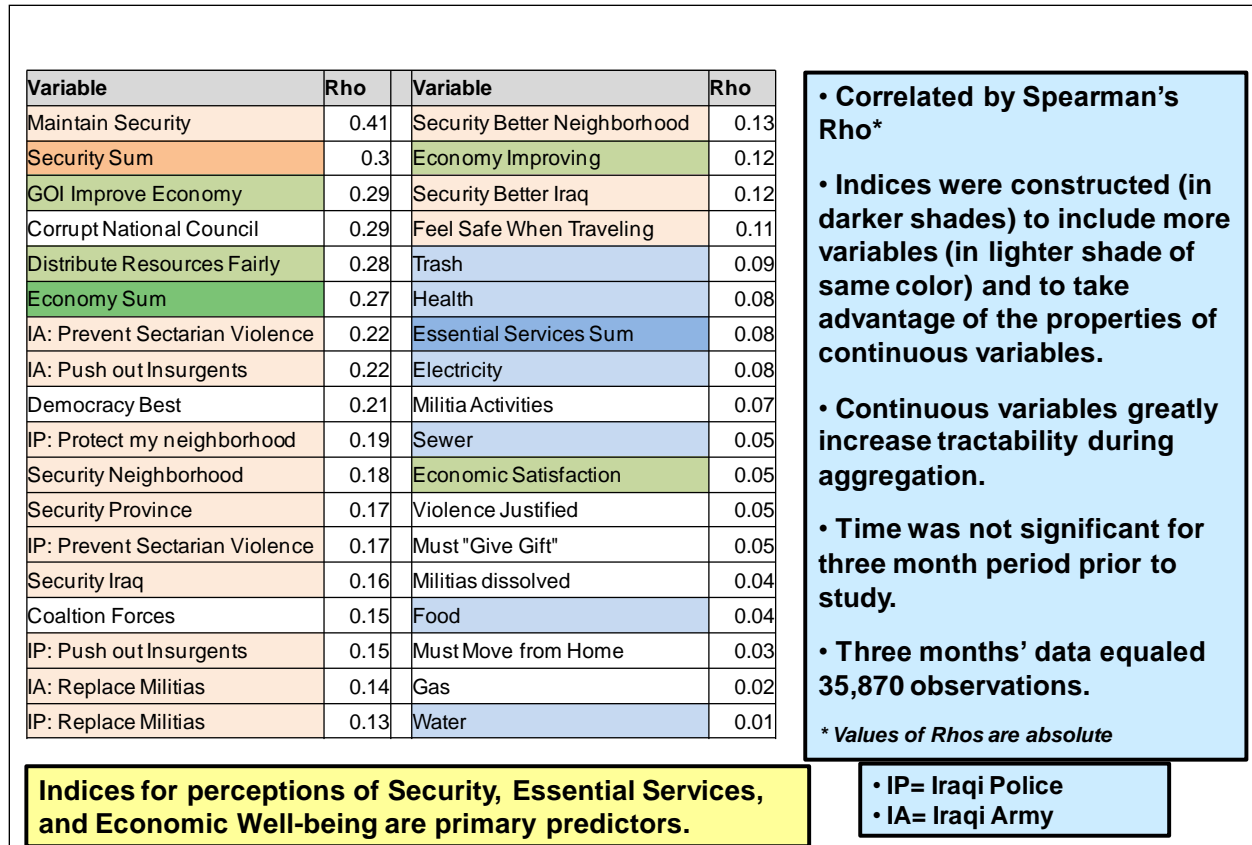 Variable Rho Variable Rho
Maintain Security 0.41 Security Better Neighborhood 0.13
Security Sum 0.3 Economy Improving 0.12
GOI Improve Economy 0.29 Security Better Iraq 0.12
Corrupt National Council 0.29 Feel Safe When Traveling 0.11
Distribute Resources Fairly 0.28 Trash 0.09
Economy Sum 0.27 Health 0.08
IA: Prevent Sectarian Violence 0.22 Essential Services Sum 0.08
IA: Push out Insurgents 0.22 Electricity 0.08
Democracy Best 0.21 Militia Activities 0.07
IP: Protect my neighborhood 0.19 Sewer 0.05
Security Neighborhood 0.18 Economic Satisfaction 0.05
Security Province 0.17 Violence Justified 0.05
IP: Prevent Sectarian Violence 0.17 Must "Give Gift" 0.05
Security Iraq 0.16 Militias dissolved 0.04
Coaltion Forces 0.15 Food 0.04
IP: Push out Insurgents 0.15 Must Move from Home 0.03
IA: Replace Militias 0.14 Gas 0.02
IP: Replace Militias 0.13 Water 0.01
• Correlated by Spearman's
Rho*
• Indices were constructed (in
darker shades) to include more
variables (in lighter shade of
same color) and to take
advantage of the properties of
continuous variables.
• Continuous variables greatly
increase tractability during
aggregation.
• Time was not significant for
three month period prior to
study.
• Three months' data equaled
35,870 observations.
* Values of Rhos are absolute
Indices for perceptions of Security, Essential Services,
and Economic Well-being are primary predictors.
• IP= Iraqi Police
• IA= Iraqi Army